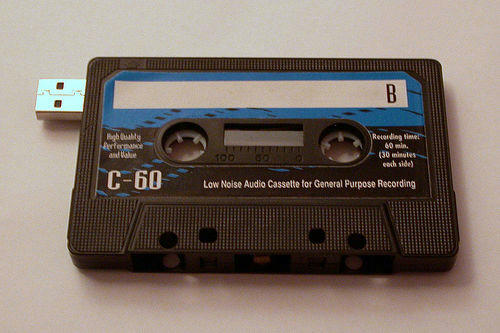 B
High Quality
Performance
and Value
100 50 0
Recording time:
60 min.
(30 minutes
each side)
C-60
Low Noise Audio Cassette for General Purpose Recording